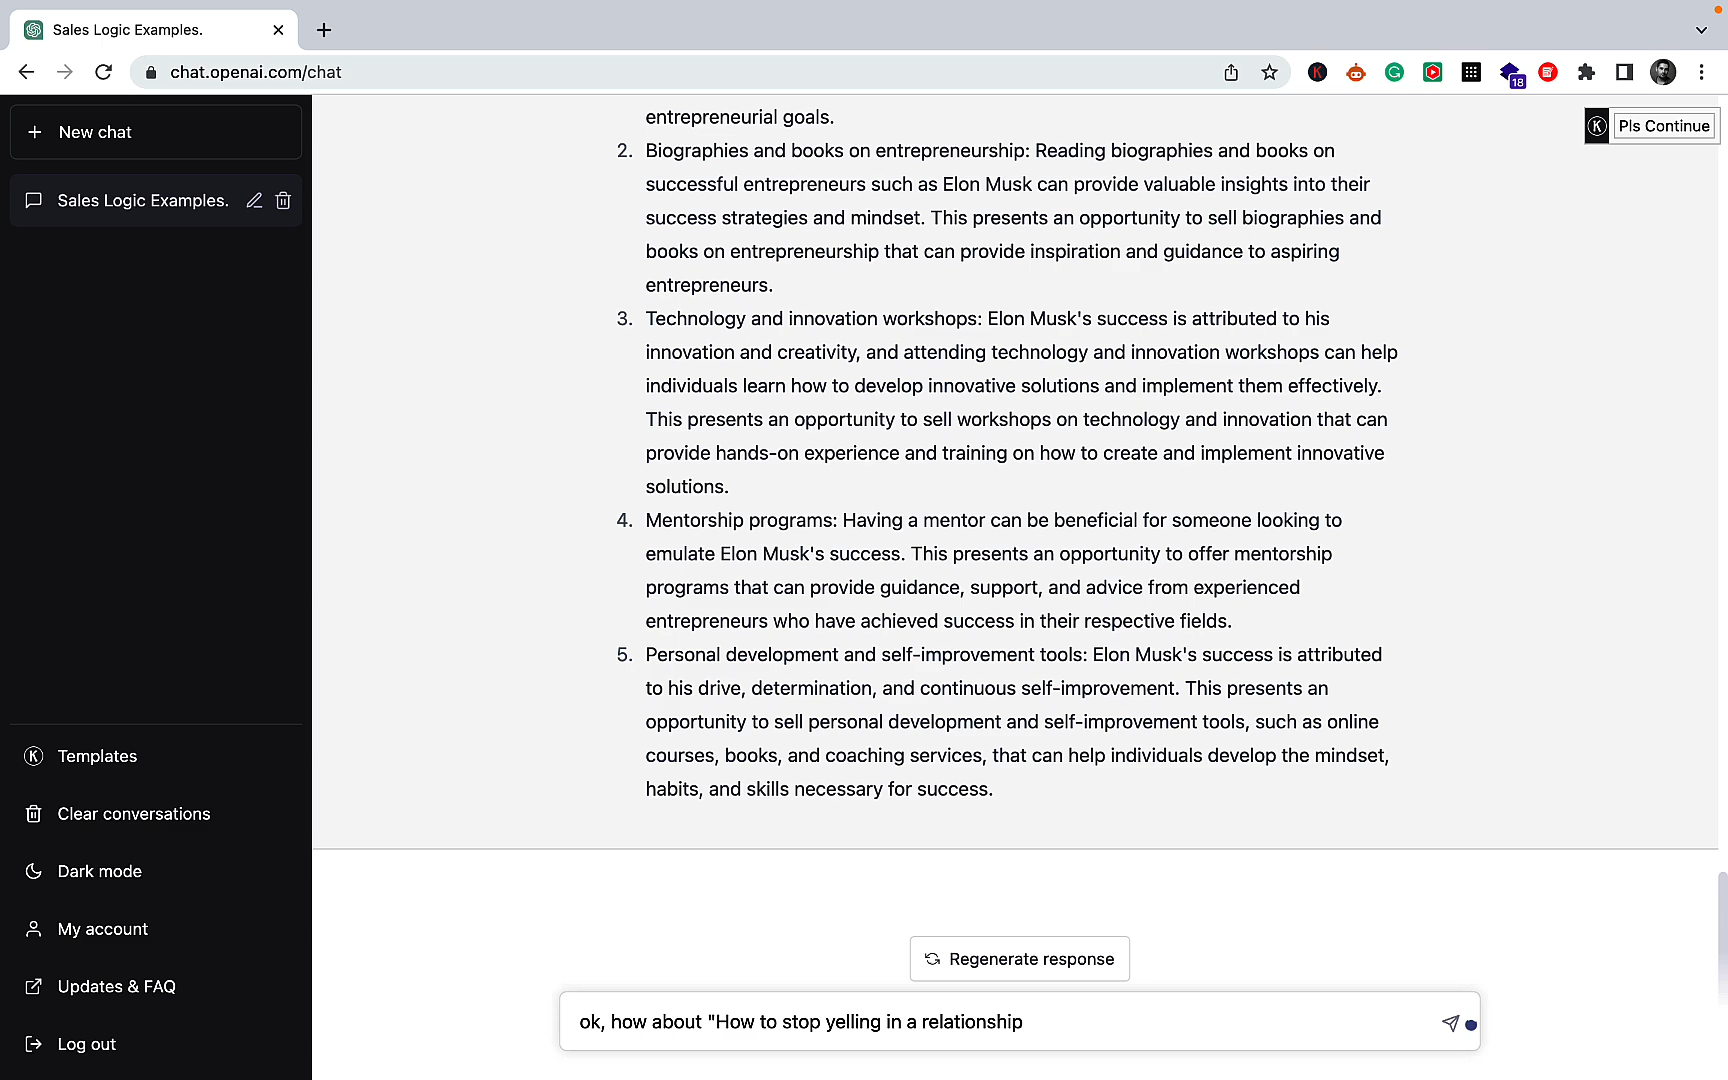 Sales Logic Examples.
chat.openai.com/chat
18
New chat
Sales Logic Examples.
Templates
Clear conversations
Dark mode
My account
Updates & FAQ
Log out
K Pls Continue
entrepreneurial goals.
2. Biographies and books on entrepreneurship: Reading biographies and books on
successful entrepreneurs such as Elon Musk can provide valuable insights into their
success strategies and mindset. This presents an opportunity to sell biographies and
books on entrepreneurship that can provide inspiration and guidance to aspiring
entrepreneurs.
3. Technology and innovation workshops: Elon Musk's success is attributed to his
innovation and creativity, and attending technology and innovation workshops can help
individuals learn how to develop innovative solutions and implement them effectively.
This presents an opportunity to sell workshops on technology and innovation that can
provide hands-on experience and training on how to create and implement innovative
solutions.
4. Mentorship programs: Having a mentor can be beneficial for someone looking to
emulate Elon Musk's success. This presents an opportunity to offer mentorship
programs that can provide guidance, support, and advice from experienced
entrepreneurs who have achieved success in their respective fields.
5. Personal development and self-improvement tools: Elon Musk's success is attributed
to his drive, determination, and continuous self-improvement. This presents an
opportunity to sell personal development and self-improvement tools, such as online
courses, books, and coaching services, that can help individuals develop the mindset,
habits, and skills necessary for success.
Regenerate response
ok, how about "How to stop yelling in a relationship